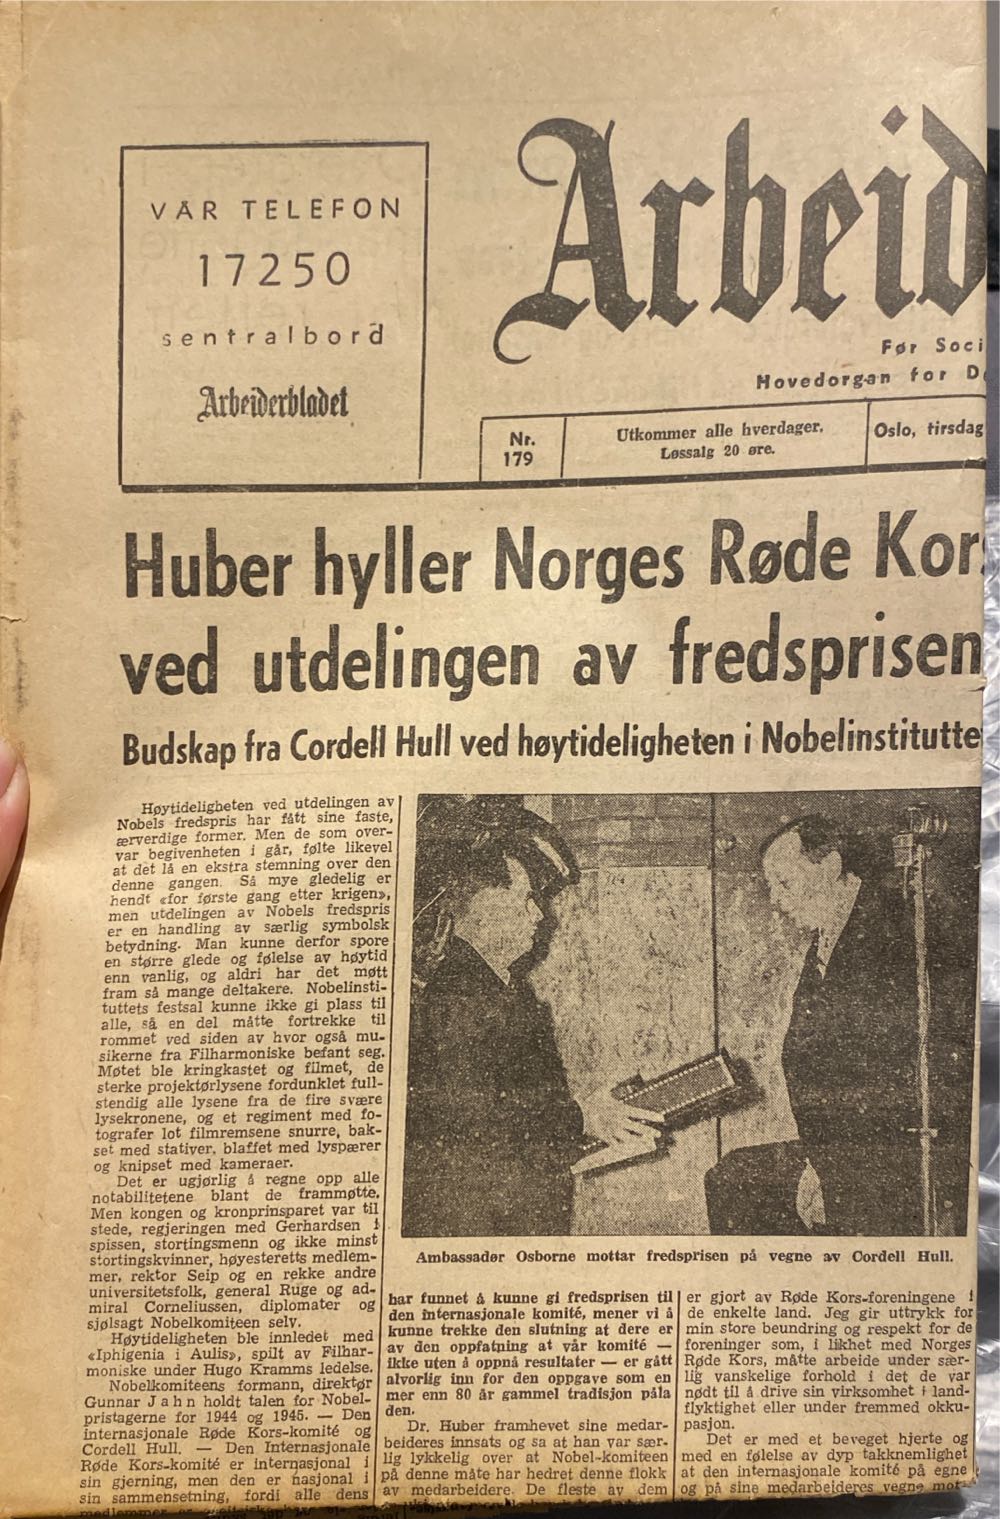 VÅR TELEFON
17250
sentralbord
Arbeiderbladet
Arbeid
Før Soci
Hovedorgan for D
Nr.
179
Utkommer alle hverdager.
Løssalg 20 øre.
Oslo, tirsdag
Huber hyller Norges Røde Kors
ved utdelingen av fredsprisen
Budskap fra Cordell Hull ved høytideligheten i Nobelinstitutte
Høytideligheten ved utdelingen av
Nobels fredspris har fått sine faste,
ærverdige former. Men de som over-
var begivenheten i går, følte likevel
at det lå en ekstra stemning over den
denne gangen. Så mye gledelig er
hendt «for første gang etter krigen»,
men utdelingen av Nobels fredspris
er en handling av særlig symbolsk
betydning. Man kunne derfor spore
en større glede og følelse av høytid
enn vanlig, og aldri har det møtt
fram så mange deltakere. Nobelinsti-
tuttets festsal kunne ikke gi plass til
alle, så en del måtte fortrekke til
rommet ved siden av hvor også mu-
sikerne fra Filharmoniske befant seg.
Møtet ble kringkastet og filmet, de
sterke projektørlysene fordunklet full-
stendig alle lysene fra de fire svære
lysekronene, og et regiment med fo-
tografer lot filmremsene snurre, bak-
set med stativer, blaffet med lyspærer
og knipset med kameraer.
Det er ugjørlig å regne opp alle
notabilitetene blant de frammøtte.
Men kongen og kronprinsparet var til
stede, regjeringen med Gerhardsen i
spissen, stortingsmenn og ikke minst
stortingskvinner, høyesteretts medlem-
mer, rektor Seip og en rekke andre
universitetsfolk, general Ruge og ad-
miral Corneliussen, diplomater og
sjølsagt Nobelkomiteen selv.
Høytideligheten ble innledet med
«Iphigenia i Aulis», spilt av Filhar-
moniske under Hugo Kramms ledelse.
Nobelkomiteens formann, direktør
Gunnar Jahn holdt talen for Nobel-
pristagerne for 1944 og 1945. — Den
internasjonale Røde Kors-komité og
Cordell Hull. — Den Internasjonale
Røde Kors-komité er internasjonal i
sin gjerning, men den er nasjonal i
sin sammensetning, fordi alle dens
Ambassadør Osborne mottar fredsprisen på vegne av Cordell Hull.
har funnet å kunne gi fredsprisen til
den internasjonale komité, mener vi å
kunne trekke den slutning at dere er
av den oppfatning at vår komité —
ikke uten å oppnå resultater — er gått
alvorlig inn for den oppgave som en
mer enn 80 år gammel tradisjon påla
den.
Dr. Huber framhevet sine medar-
beideres innsats og sa at han var sær-
lig lykkelig over at Nobel-komiteen
på denne måte har hedret denne flokk
av medarbeidere. De fleste av dem
er gjort av Røde Kors-foreningene i
de enkelte land. Jeg gir uttrykk for
min store beundring og respekt for de
foreninger som, i likhet med Norges
Røde Kors, måtte arbeide under sær-
lig vanskelige forhold i det de var
nødt til å drive sin virksomhet i land-
flyktighet eller under fremmed okku-
pasjon.
Det er med et beveget hjerte og
med en følelse av dyp takknemlighet
at den internasjonale komité på egne
og på sine medarbeideres vegne mot-